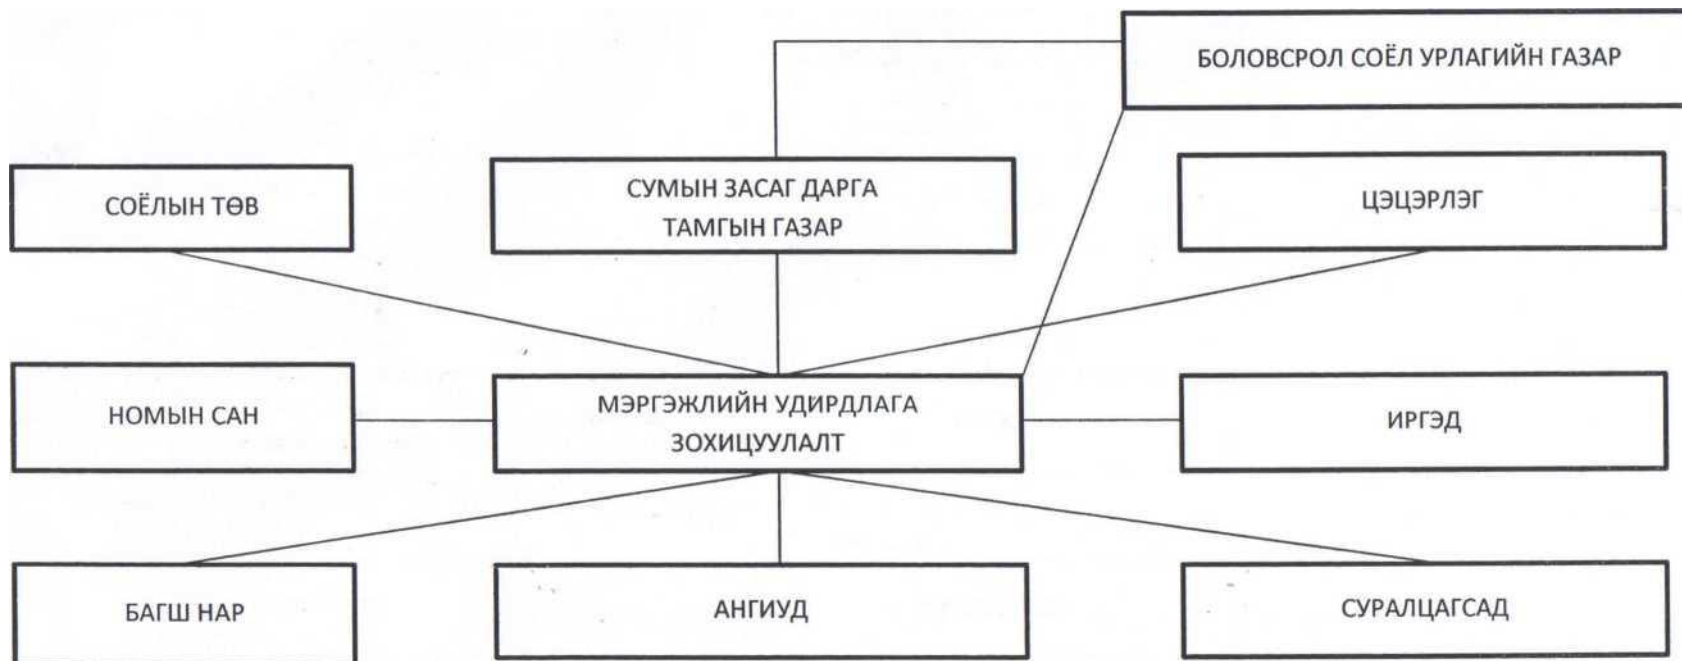 БОЛОВСРОЛ СОЁЛ УРЛАГИЙН ГАЗАР
СОЁЛЫН ТӨВ
СУМЫН ЗАСАГ ДАРГА
ТАМГЫН ГАЗАР
ЦЭЦЭРЛЭГ
НОМЫН САН
МЭРГЭЖЛИЙН УДИРДЛАГА
ЗОХИЦУУЛАЛТ
ИРГЭД
БАГШ НАР
АНГИУД
СУРАЛЦАГСАД